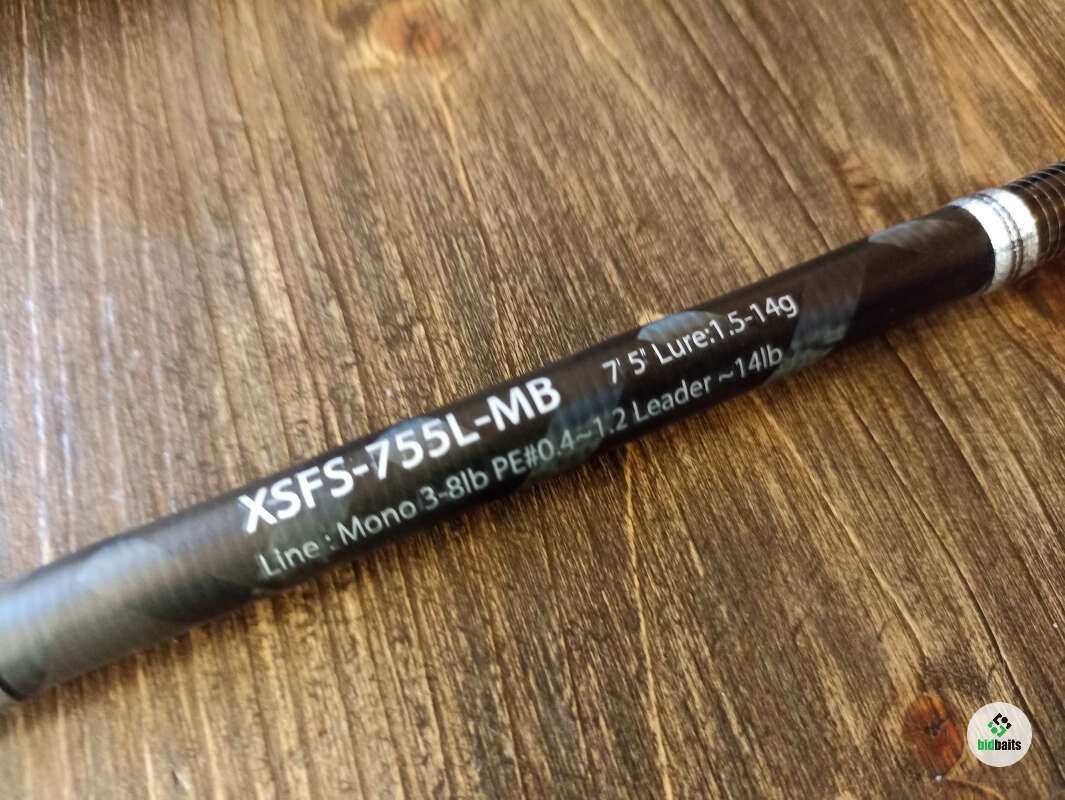 XSFS-755L-MB 7' 5' Lure:1.5-14g
Line : Mono 3-8lb PE#0.4~1.2 Leader ~14lb
bidbaits